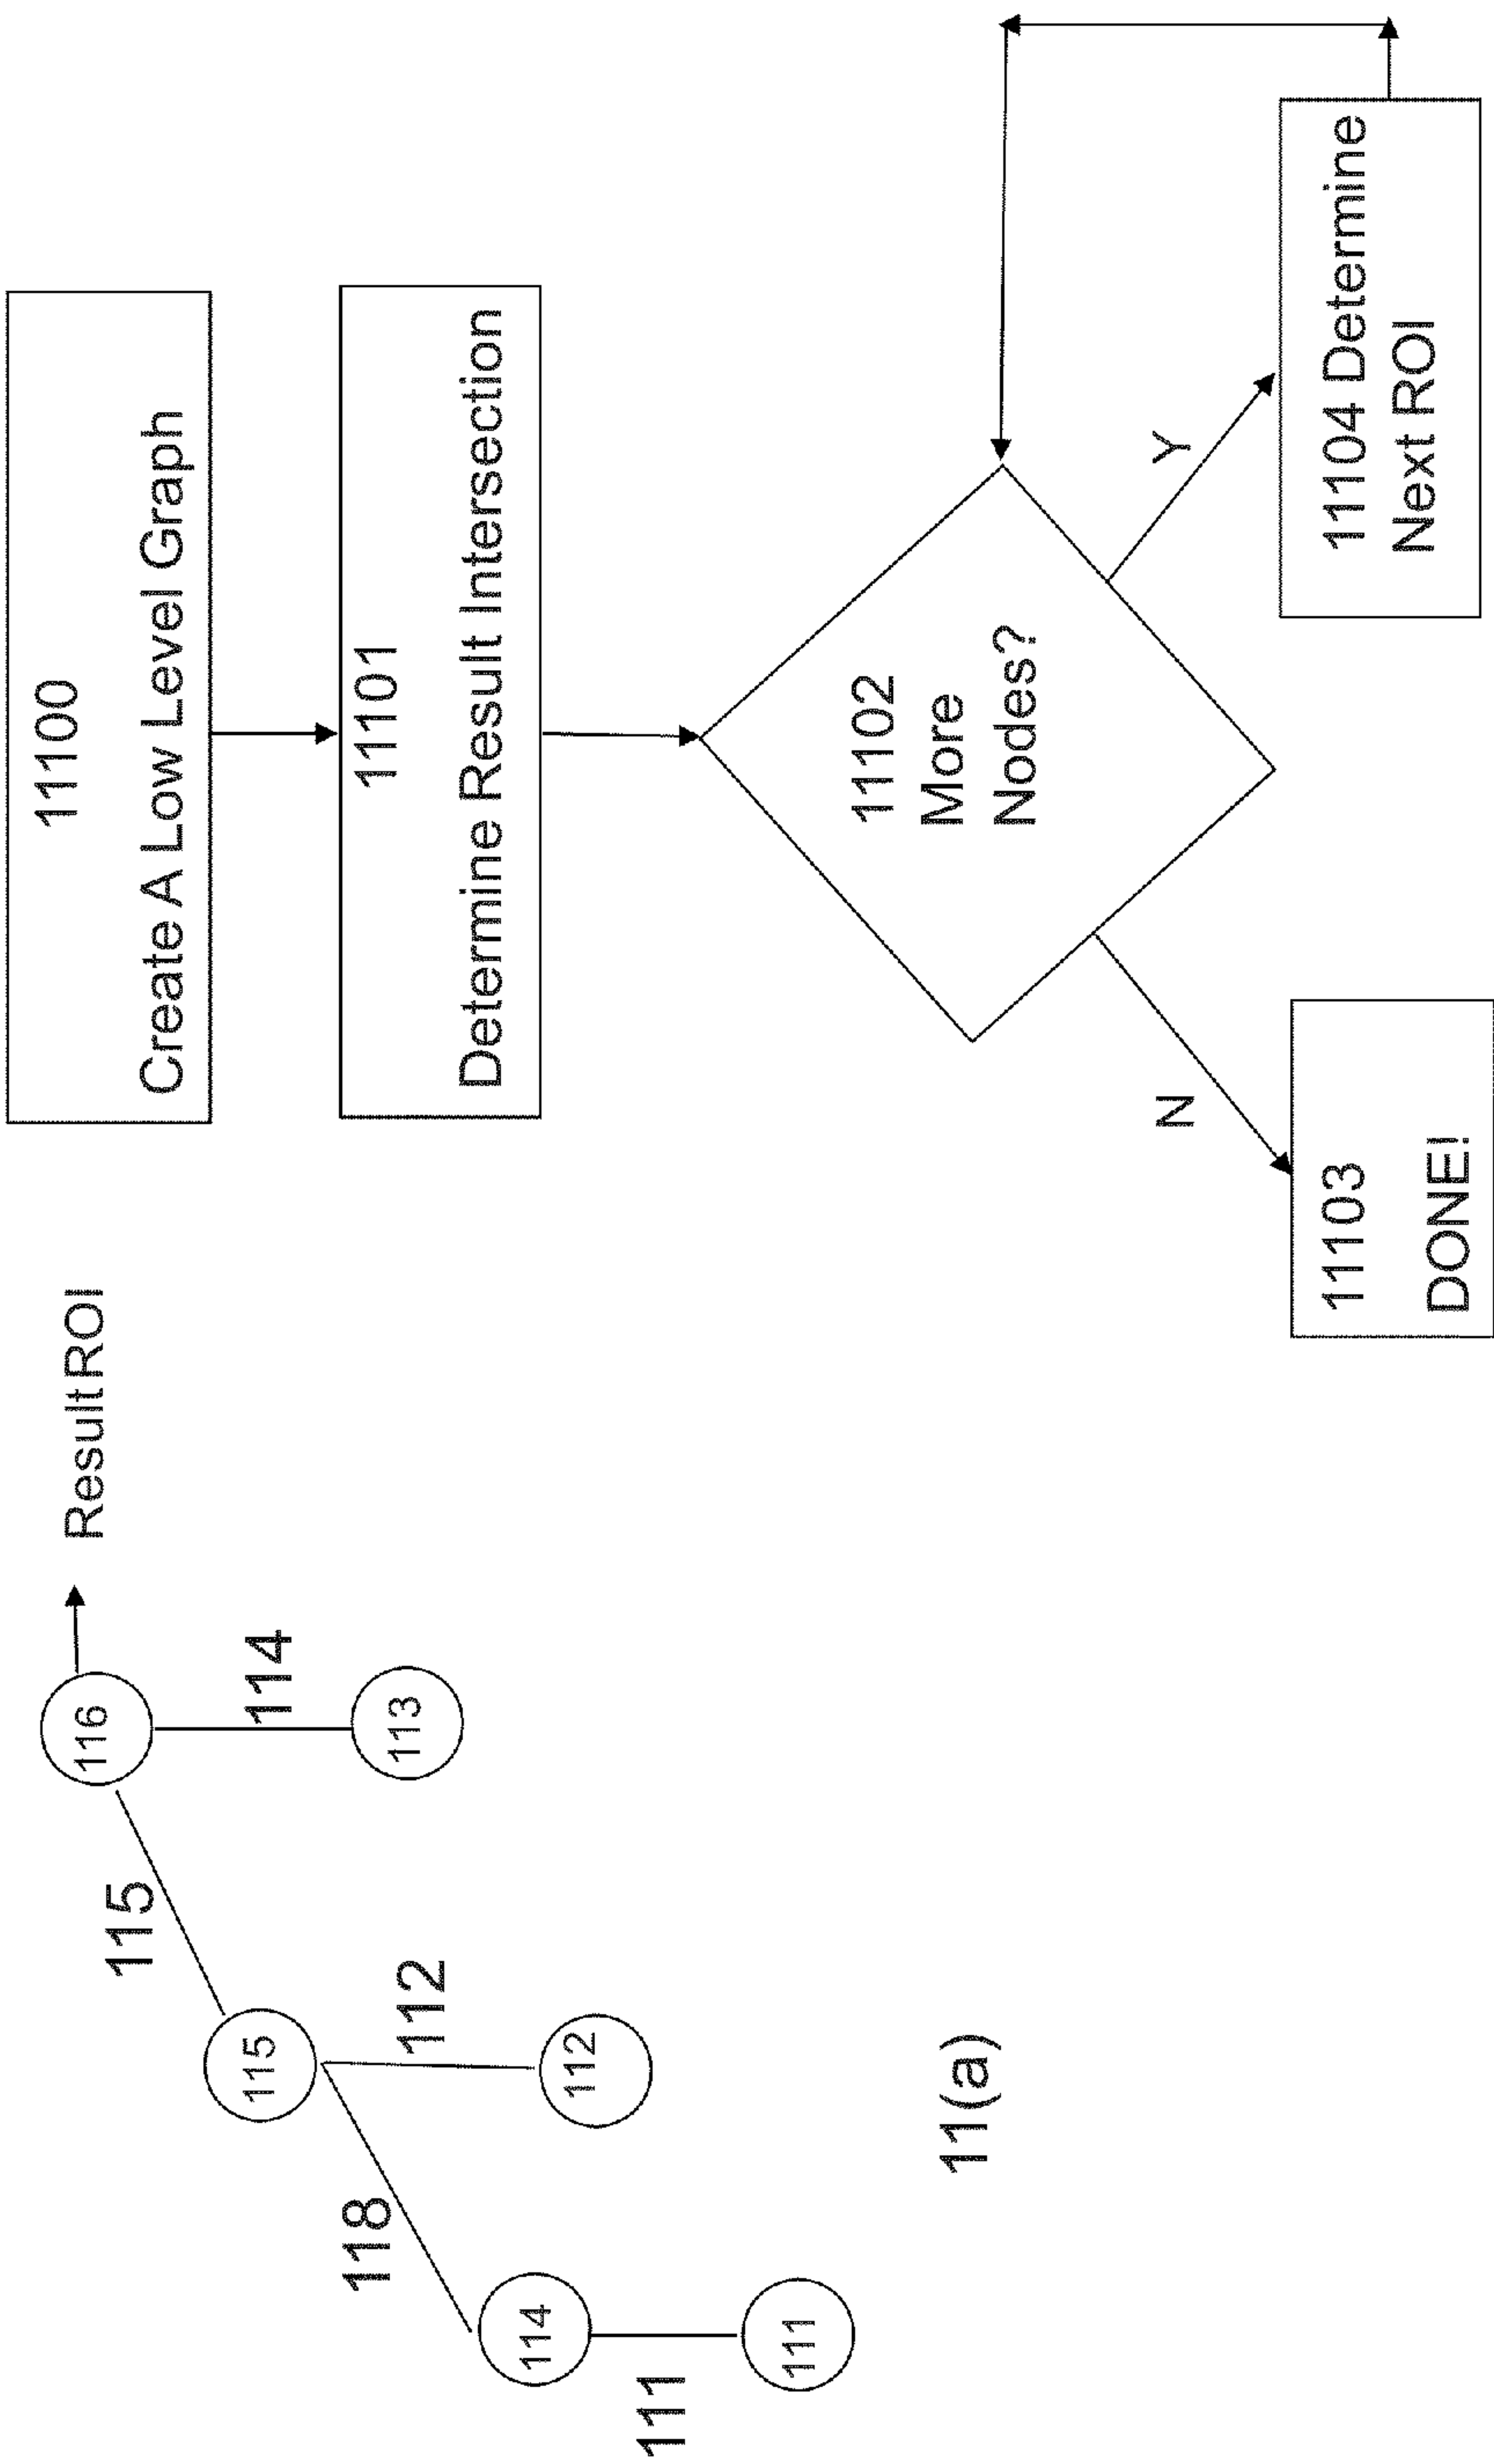 Result ROI
116
115
114
115
113
118
112
114
112
111
111
11(a)
11100
Create A Low Level Graph
11101
Determine Result Intersection
11102
More
Nodes?
N
Y
11103
DONE!
11104 Determine
Next ROI